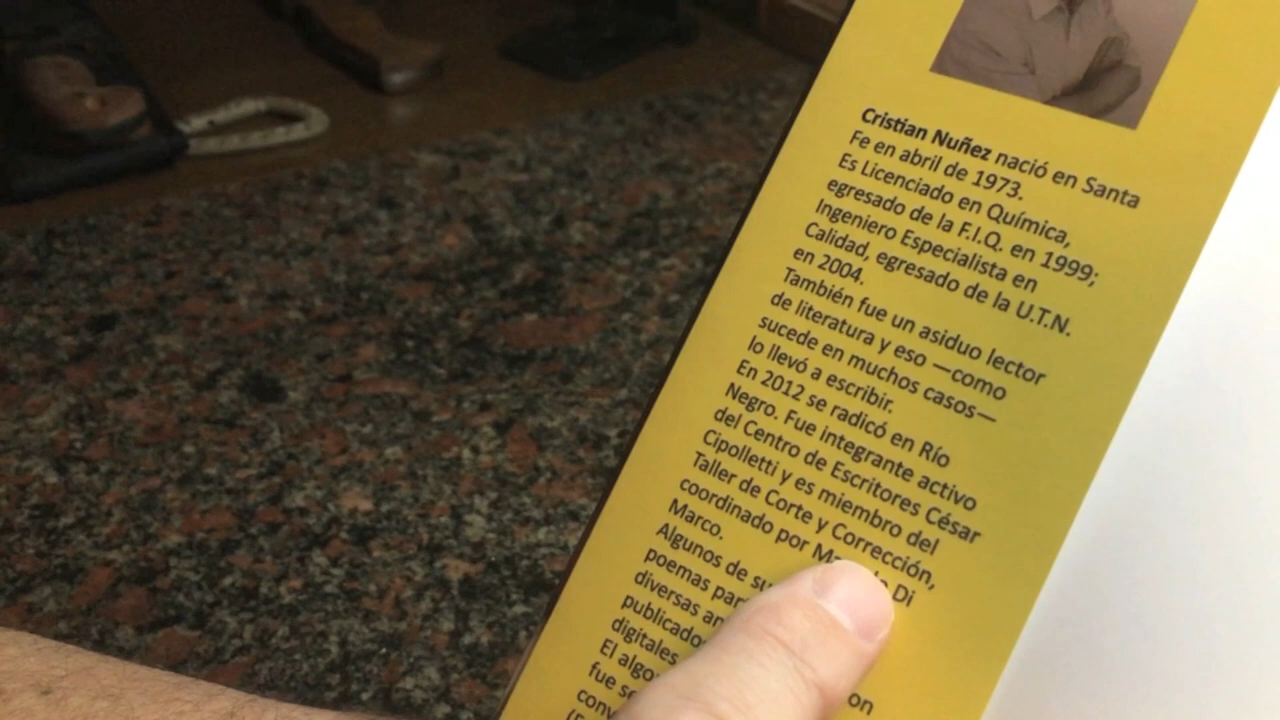 Cristian Nuñez nació en Santa
Fe en abril de 1973.
Es Licenciado en Química,
egresado de la F.I.Q. en 1999;
Ingeniero Especialista en
Calidad, egresado de la U.T.N.
en 2004.
También fue un asiduo lector
de literatura y eso —como
sucede en muchos casos—
lo llevó a escribir.
En 2012 se radicó en Río
Negro. Fue integrante activo
del Centro de Escritores César
Cipolletti y es miembro del
Taller de Corte y Corrección,
coordinado por Di
Marco.
Algunos de
poemas
diversas
digitales
El
fue